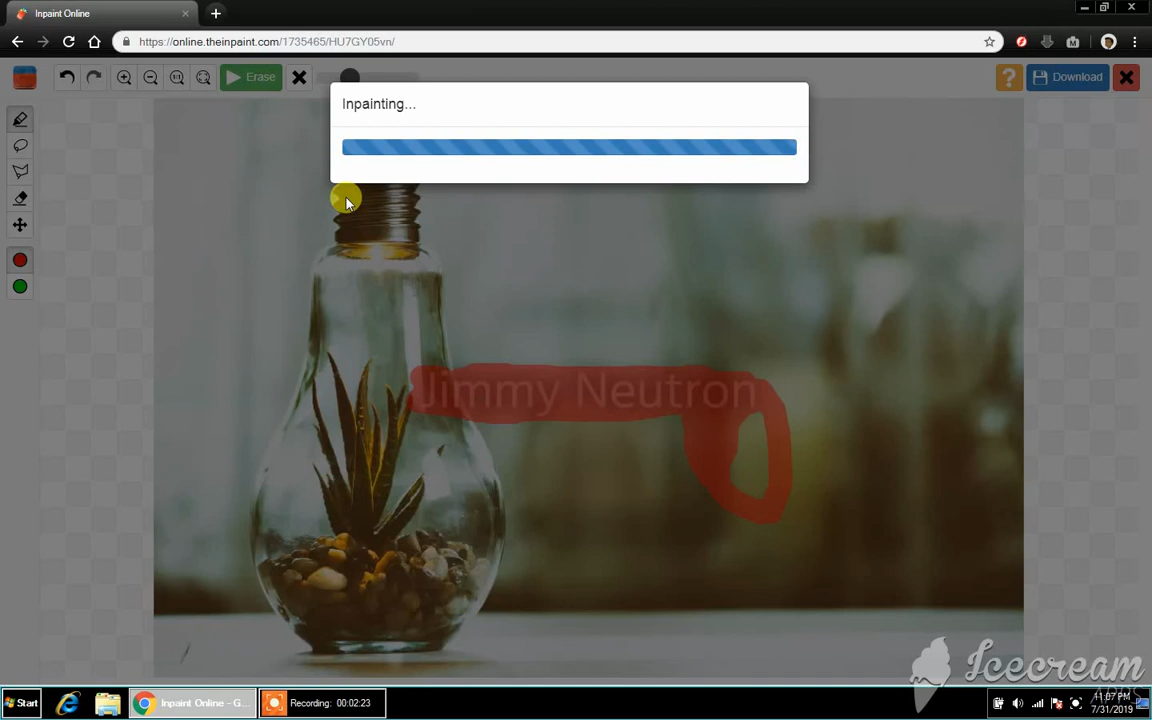 Inpaint Online
https://online.theinpaint.com/1735465/HU7GY05vn/
Erase
Download
Inpainting...
Jimmy Neutron
Icecream
APPS
Start
Inpaint Online - G...
Recording: 00:02:23
11:07 PM
7/31/2019